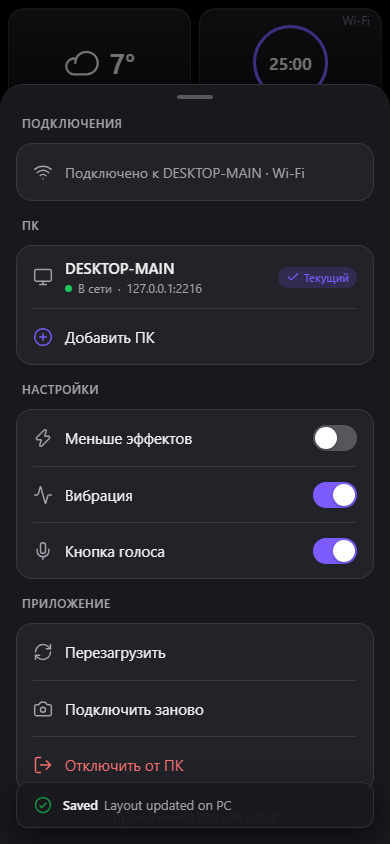 Wi-Fi
7°
25:00
ПОДКЛЮЧЕНИЯ
Подключено к DESKTOP-MAIN · Wi-Fi
ПК
DESKTOP-MAIN
Текущий
В сети · 127.0.0.1:2216
Добавить ПК
НАСТРОЙКИ
Меньше эффектов
Вибрация
Кнопка голоса
ПРИЛОЖЕНИЕ
Перезагрузить
Подключить заново
Отключить от ПК
Saved Layout updated on PC